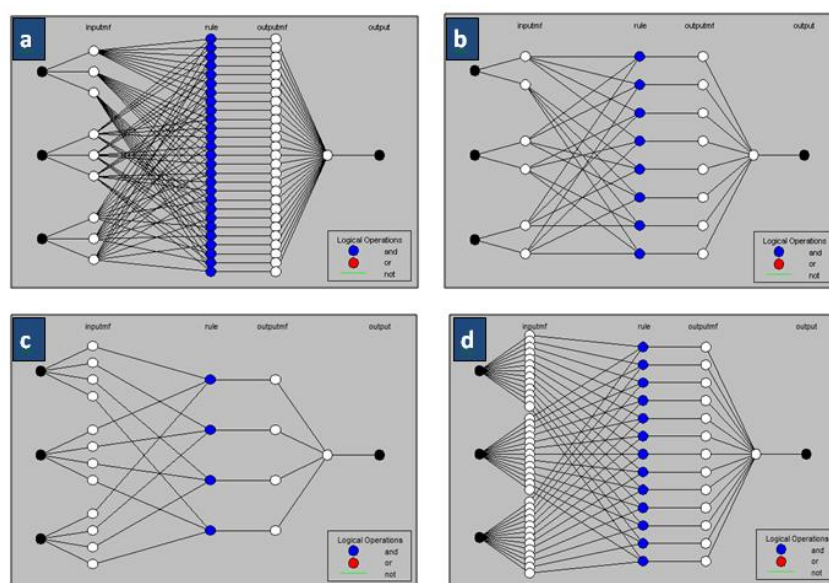 a
inputmf rule outputmf output
Logical Operations
and
or
not
b
inputmf rule outputmf output
Logical Operations
and
or
not
c
inputmf rule outputmf output
Logical Operations
and
or
not
d
inputmf rule outputmf output
Logical Operations
and
or
not